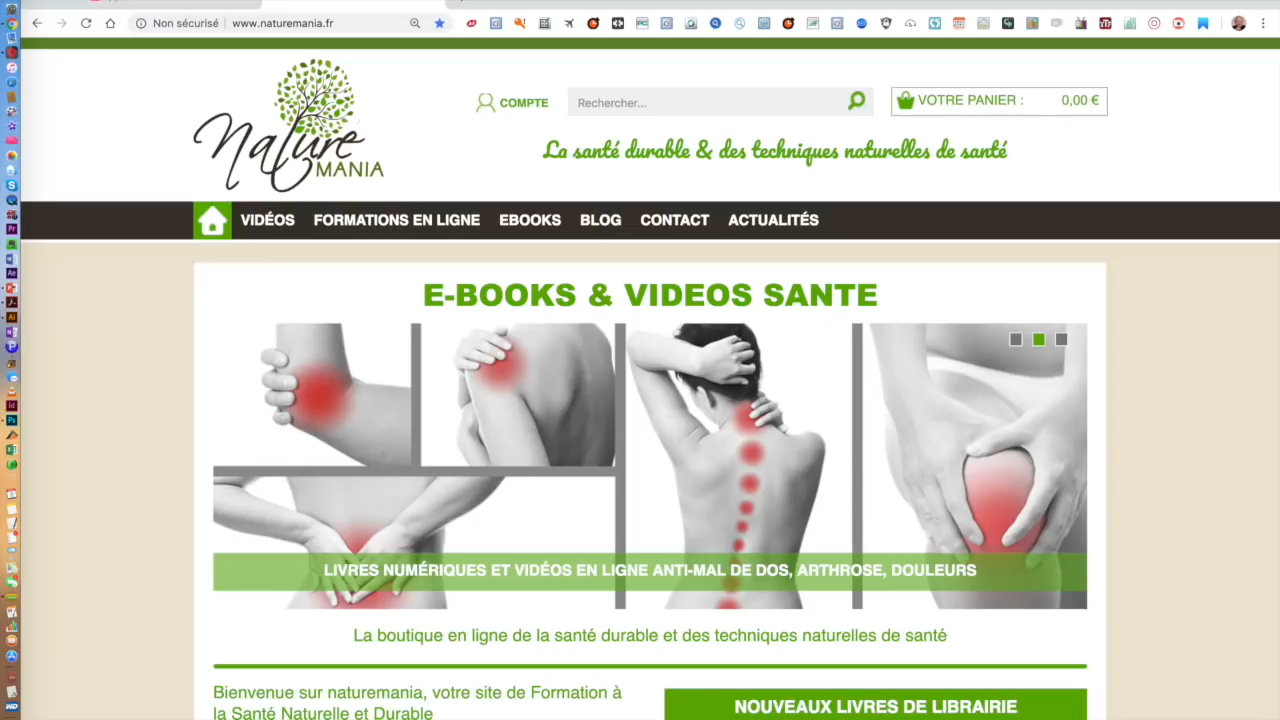 Non sécurisé | www.naturemania.fr
Nature
MANIA
COMPTE
Rechercher...
VOTRE PANIER : 0,00 €
La santé durable & des techniques naturelles de santé
VIDÉOS FORMATIONS EN LIGNE EBOOKS BLOG CONTACT ACTUALITÉS
E-BOOKS & VIDEOS SANTE
LIVRES NUMÉRIQUES ET VIDÉOS EN LIGNE ANTI-MAL DE DOS, ARTHROSE, DOULEURS
La boutique en ligne de la santé durable et des techniques naturelles de santé
Bienvenue sur naturemania, votre site de Formation à
la Santé Naturelle et Durable
NOUVEAUX LIVRES DE LIBRAIRIE